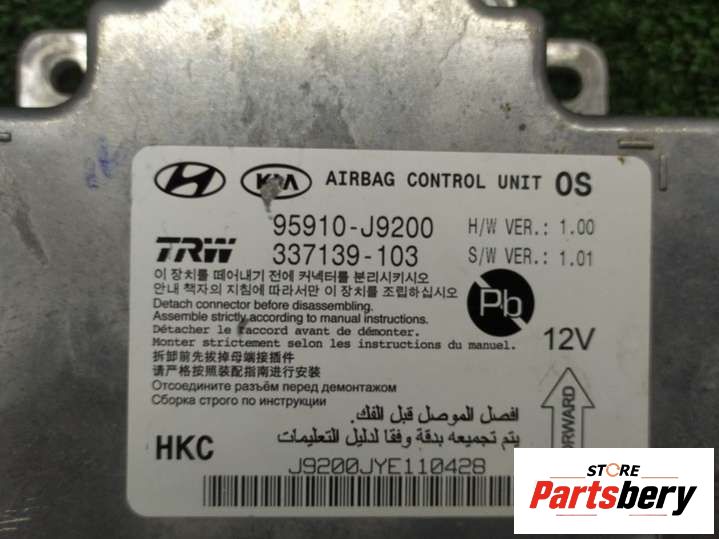 KIA AIRBAG CONTROL UNIT OS
95910-J9200 H/W VER.: 1.00
TRW 337139-103 S/W VER.: 1.01
이 장치를 떼어내기 전에 커넥터를 분리시키시오
안내 책자의 지침에 따라서만 이 장치를 조립하십시오
Detach connector before disassembling.
Assemble strictly according to manual instructions.
Détacher le raccord avant de démonter.
Monter strictement selon les instructions du manuel.
Pb
12V
拆卸前先拔掉母端接插件
请严格按照装配指南进行安装
Отсоедините разъём перед демонтажом
Сборка строго по инструкции
افصل الموصل قبل الفك.
يتم تجميعه بدقة وفقا لدليل التعليمات
FORWARD
HKC
J9200JYE110428
STORE
Partsbery